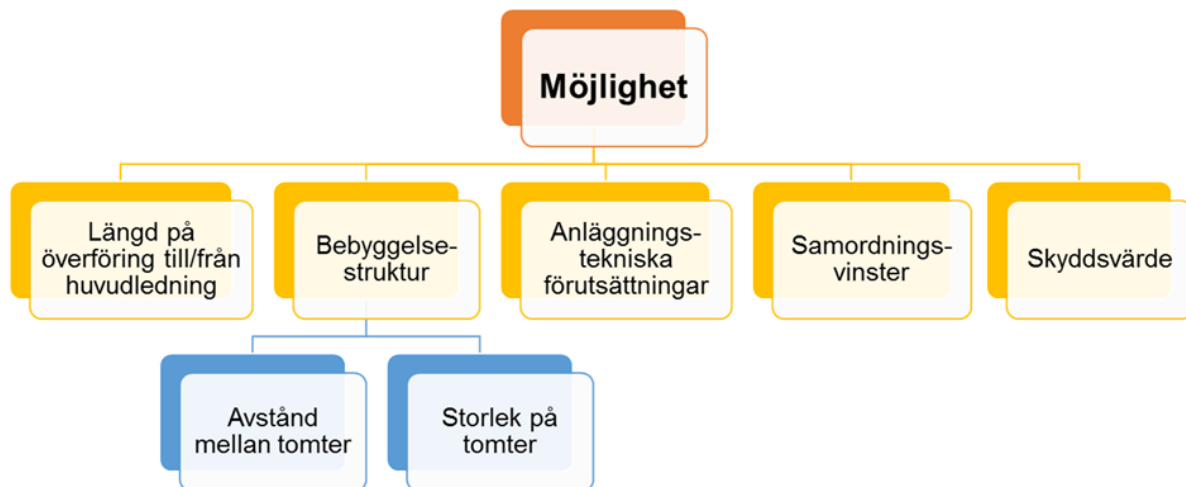 Möjlighet
Längd på
överföring till/från
huvudledning
Bebyggelse-
struktur
Anläggnings-
tekniska
förutsättningar
Samordnings-
vinster
Skyddsvärde
Avstånd
mellan tomter
Storlek på
tomter